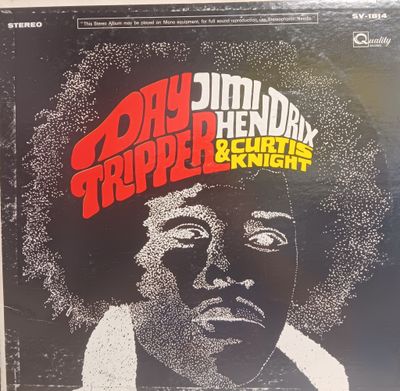 STEREO
* This Stereo Album may be played on Mono equipment, for full sound reproduction, use Stereophonic Needle.
SV-1814
Quality
DAY
TRIPPER
JIMI
HENDRIX
& CURTIS
KNIGHT